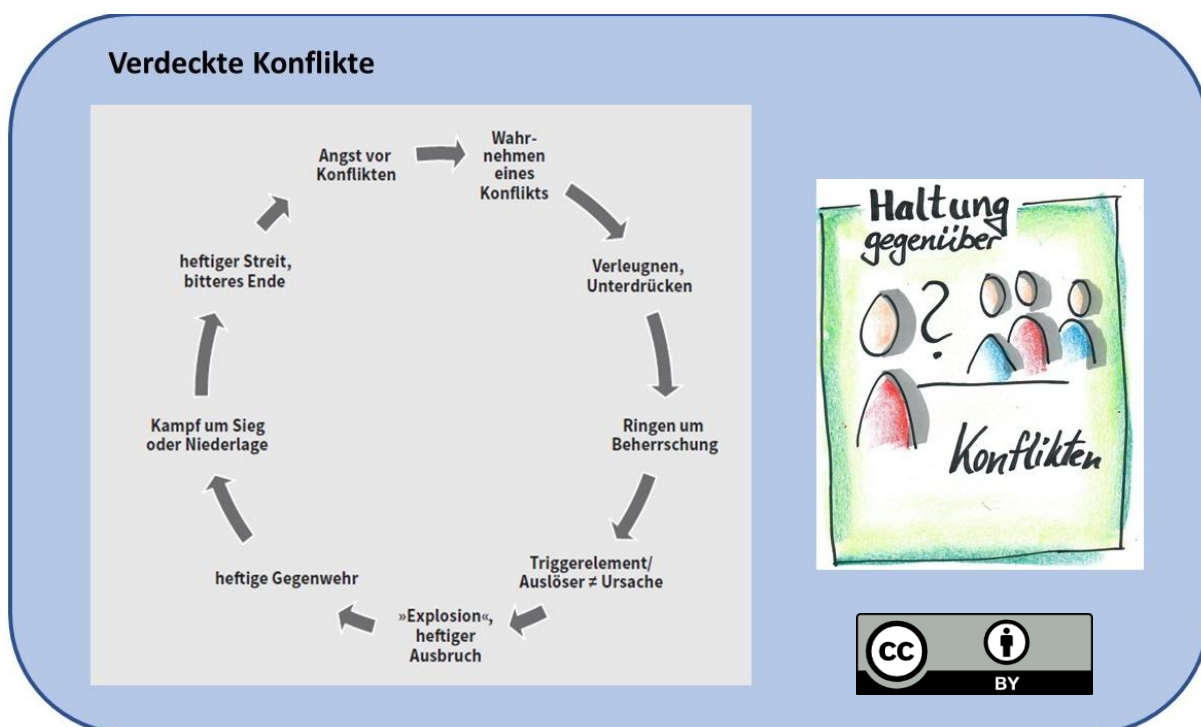 Verdeckte Konflikte
Angst vor
Konflikten
Wahr-
nehmen
eines
Konflikts
Verleugnen,
Unterdrücken
Ringen um
Beherrschung
Triggerelement/
Auslöser ≠ Ursache
»Explosion«,
heftiger
Ausbruch
heftige Gegenwehr
Kampf um Sieg
oder Niederlage
heftiger Streit,
bitteres Ende
Haltung
gegenüber
?
Konflikten
cc
BY